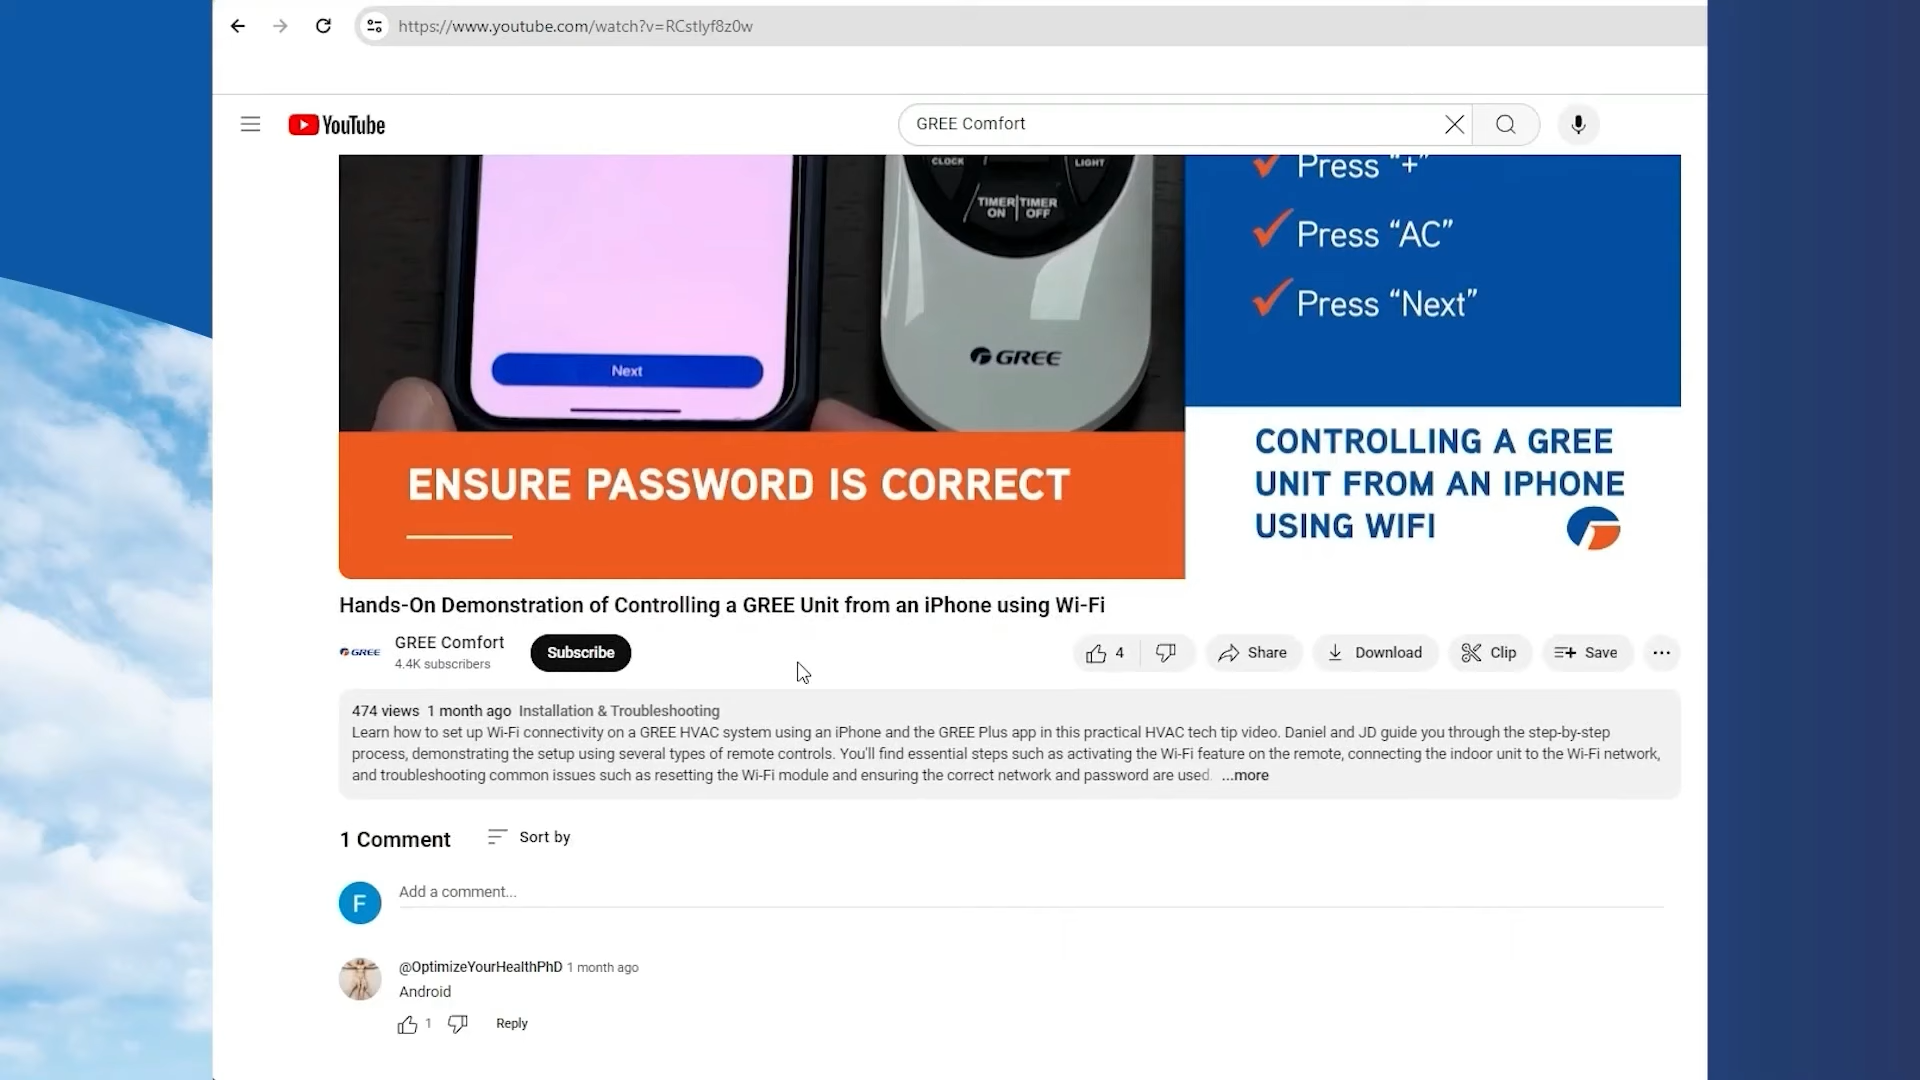 https://www.youtube.com/watch?v=RCstlyf8z0w
YouTube
GREE Comfort
CLOCK
LIGHT
TIMER ON
TIMER OFF
GREE
Next
Press "+"
Press "AC"
Press "Next"
ENSURE PASSWORD IS CORRECT
CONTROLLING A GREE
UNIT FROM AN IPHONE
USING WIFI
Hands-On Demonstration of Controlling a GREE Unit from an iPhone using Wi-Fi
GREE
GREE Comfort
4.4K subscribers
Subscribe
4
Share
Download
Clip
Save
474 views 1 month ago Installation & Troubleshooting
Learn how to set up Wi-Fi connectivity on a GREE HVAC system using an iPhone and the GREE Plus app in this practical HVAC tech tip video. Daniel and JD guide you through the step-by-step
process, demonstrating the setup using several types of remote controls. You'll find essential steps such as activating the Wi-Fi feature on the remote, connecting the indoor unit to the Wi-Fi network,
and troubleshooting common issues such as resetting the Wi-Fi module and ensuring the correct network and password are used. ...more
1 Comment
Sort by
F
Add a comment...
@OptimizeYourHealthPhD 1 month ago
Android
1
Reply